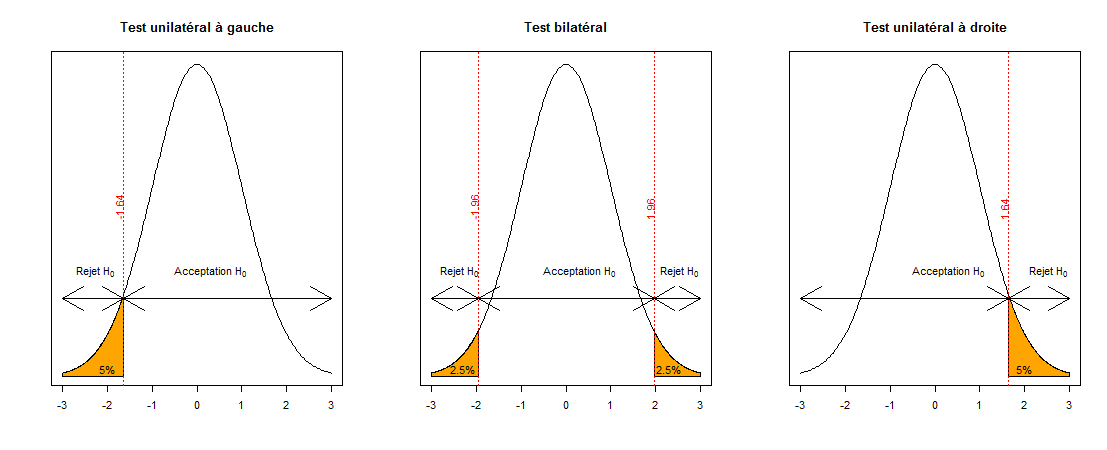 Test unilatéral à gauche
-1.64
Rejet H0
Acceptation H0
5%
-3 -2 -1 0 1 2 3
Test bilatéral
-1.96
1.96
Rejet H0
Acceptation H0
Rejet H0
2.5%
2.5%
-3 -2 -1 0 1 2 3
Test unilatéral à droite
1.64
Acceptation H0
Rejet H0
5%
-3 -2 -1 0 1 2 3